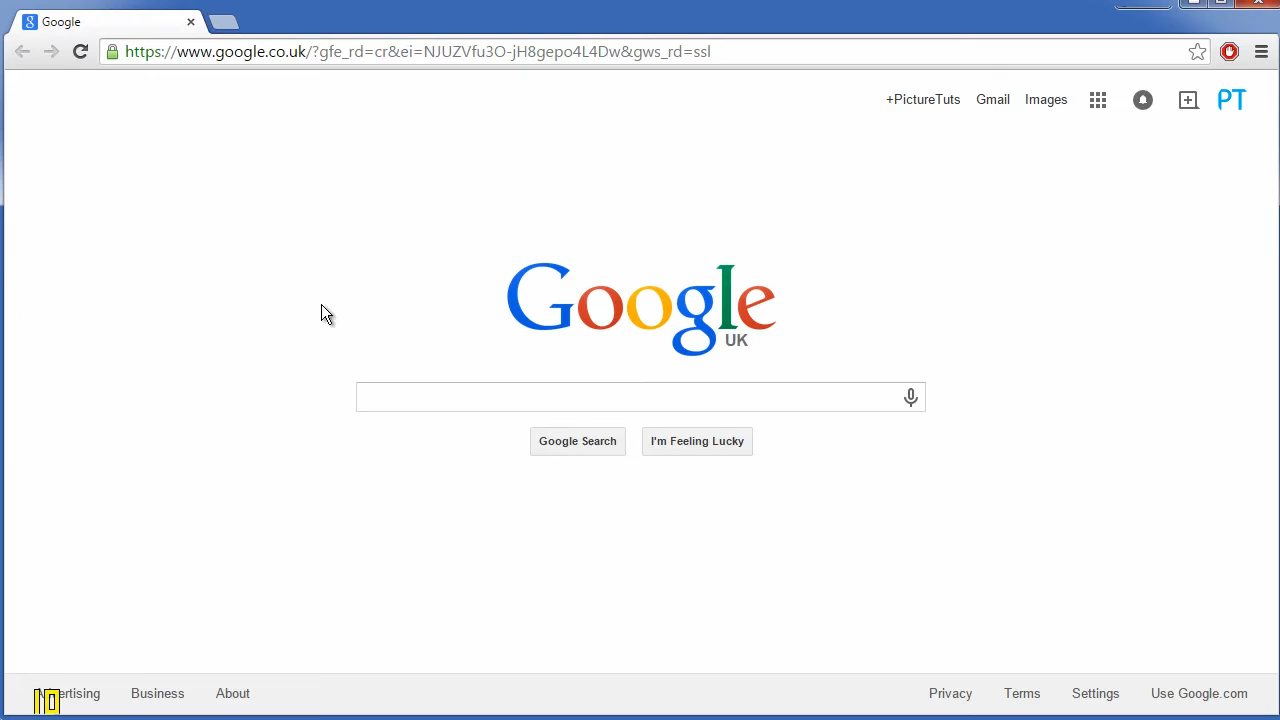 Google
https://www.google.co.uk/?gfe_rd=cr&ei=NJUZVfu3O-jH8gepo4L4Dw&gws_rd=ssl
+PictureTuts Gmail Images PT
Google
UK
Google Search I'm Feeling Lucky
Business About Privacy Terms Settings Use Google.com